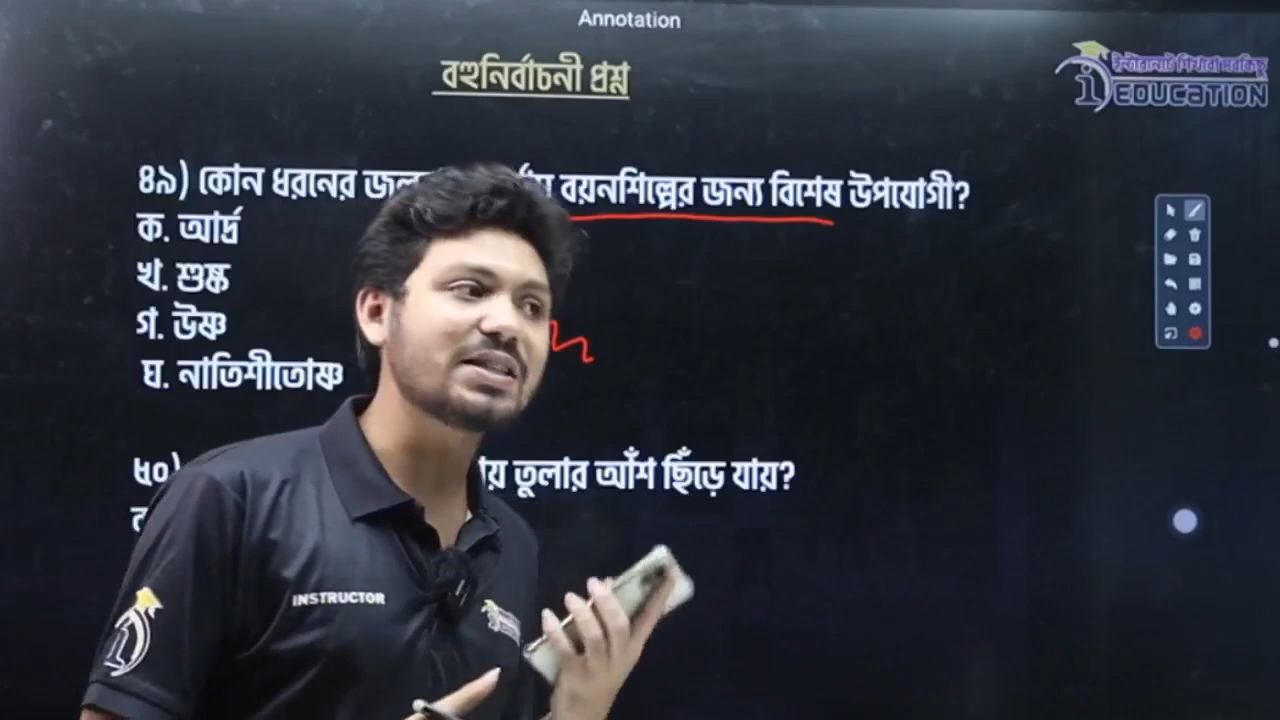 Annotation
বহুনির্বাচনী প্রশ্ন
EDUCATION
৪৯) কোন ধরনের বয়নশিল্পের জন্য বিশেষ উপযোগী?
ক. আর্দ্র
খ. শুষ্ক
গ. উষ্ণ
ঘ. নাতিশীতোষ্ণ
৫০) তুলার আঁশ ছিঁড়ে যায়?
INSTRUCTOR